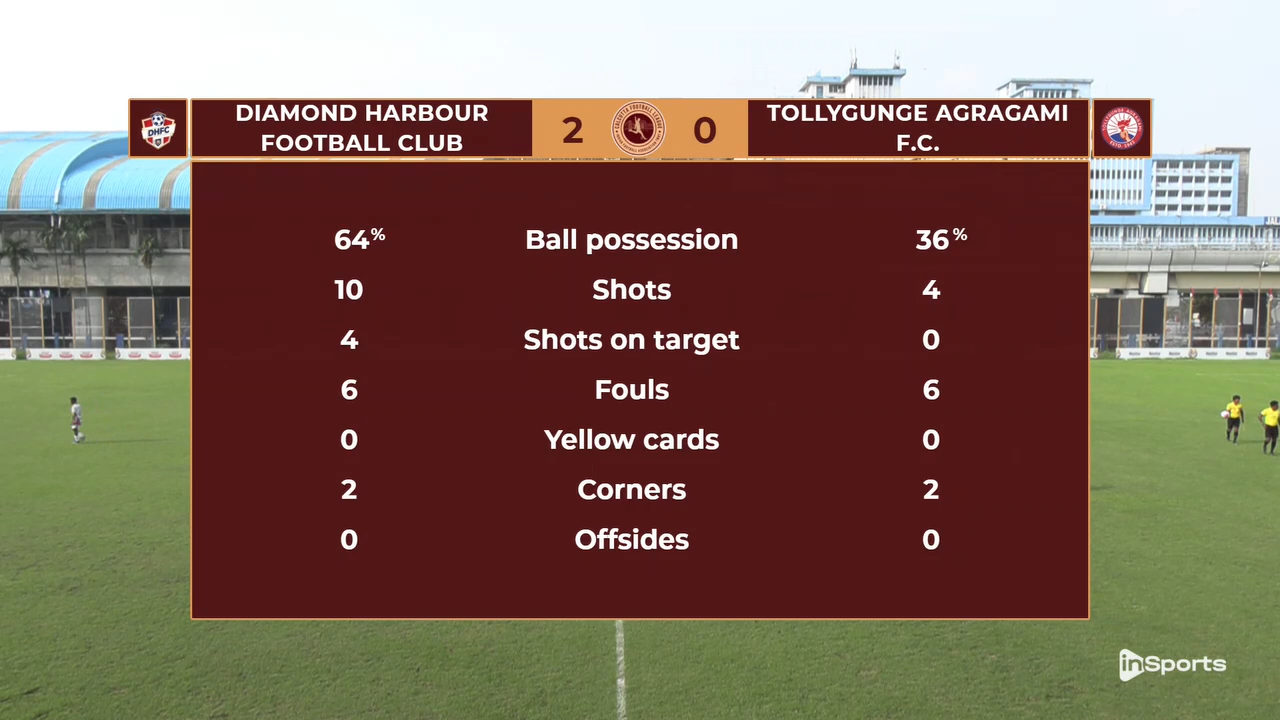 DIAMOND HARBOUR
FOOTBALL CLUB
2
0
TOLLYGUNGE AGRAGAMI
F.C.
DHFC
64% Ball possession 36%
10 Shots 4
4 Shots on target 0
6 Fouls 6
0 Yellow cards 0
2 Corners 2
0 Offsides 0
inSports